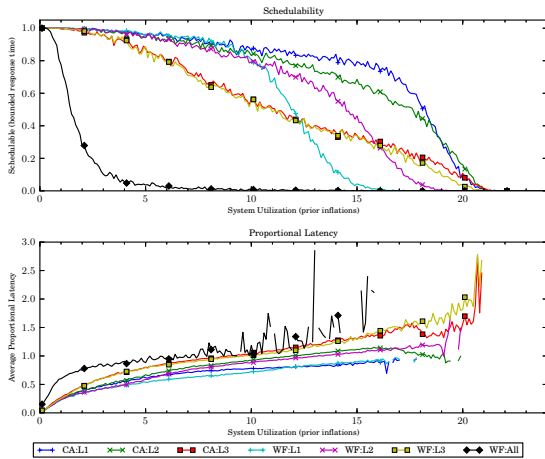 Schedulability
Schedulable (bounded response time)
1.0
0.8
0.6
0.4
0.2
0.0
0 5 10 15 20
System Utilization (prior inflations)
Proportional Latency
Average Proportional Latency
3.0
2.5
2.0
1.5
1.0
0.5
0.0
0 5 10 15 20
System Utilization (prior inflations)
CA:L1 CA:L2 CA:L3 WF:L1 WF:L2 WF:L3 WF:All